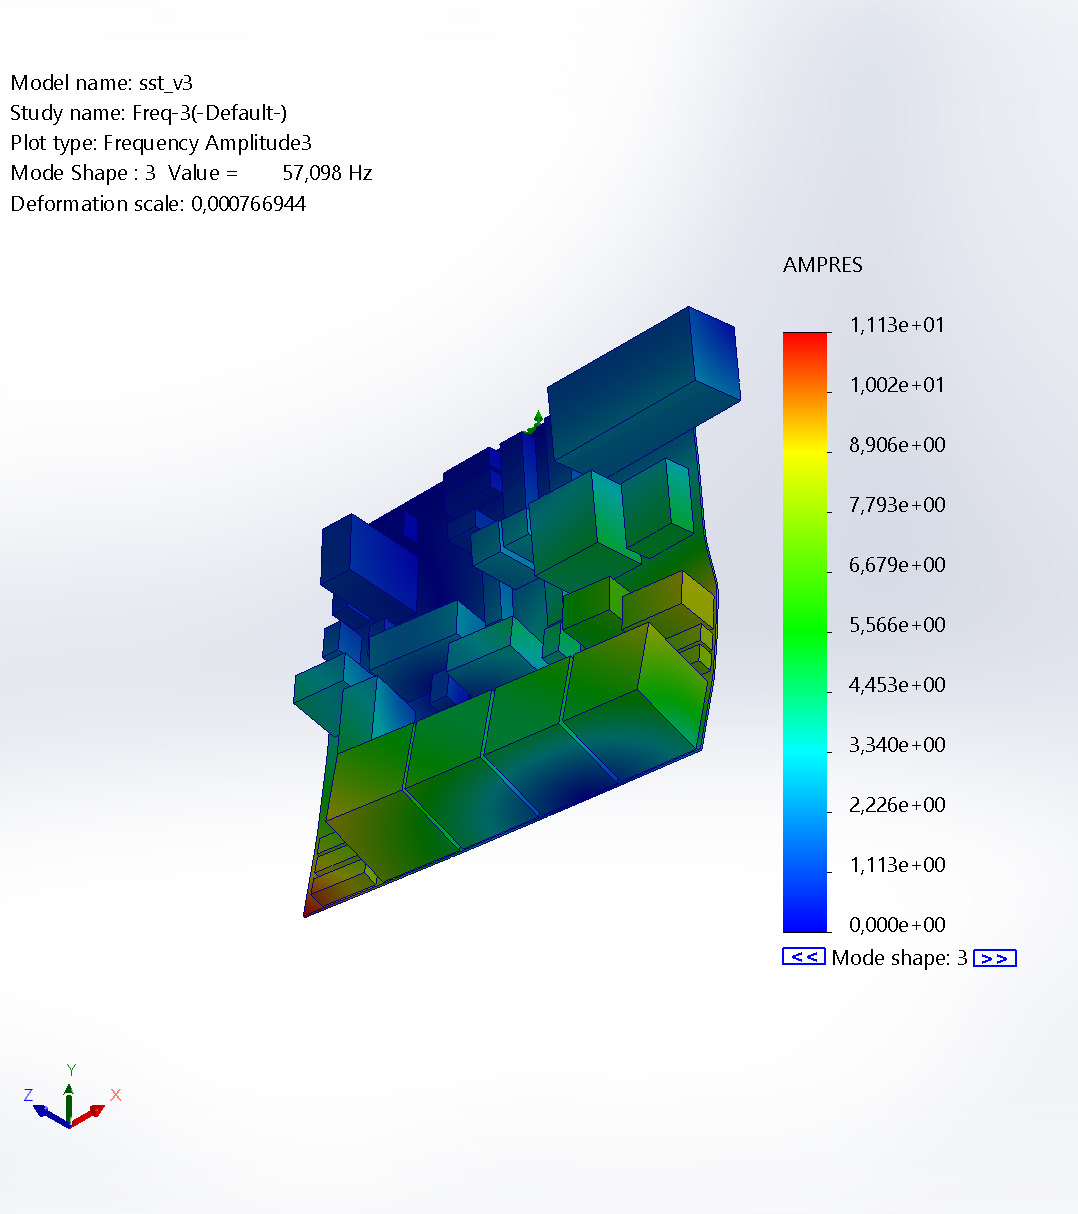 Model name: sst_v3
Study name: Freq-3(-Default-)
Plot type: Frequency Amplitude3
Mode Shape : 3 Value = 57,098 Hz
Deformation scale: 0,000766944
AMPRES
1,113e+01
1,002e+01
8,906e+00
7,793e+00
6,679e+00
5,566e+00
4,453e+00
3,340e+00
2,226e+00
1,113e+00
0,000e+00
<< Mode shape: 3 >>
Y
Z X